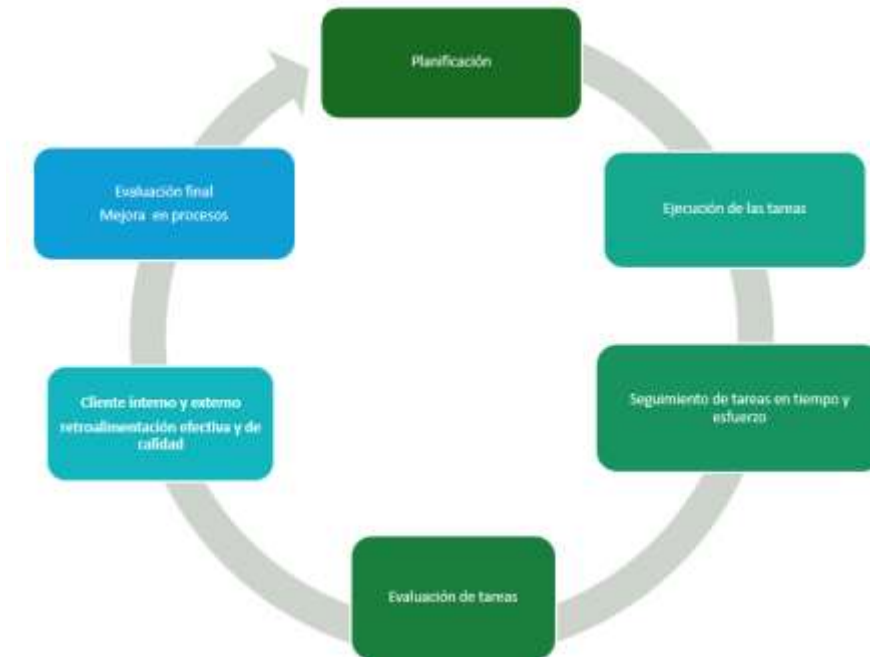 Planificación
Ejecución de las tareas
Seguimiento de tareas en tiempo y
esfuerzo
Evaluación de tareas
Cliente interno y externo
retroalimentación efectiva y de
calidad
Evaluación final
Mejora en procesos